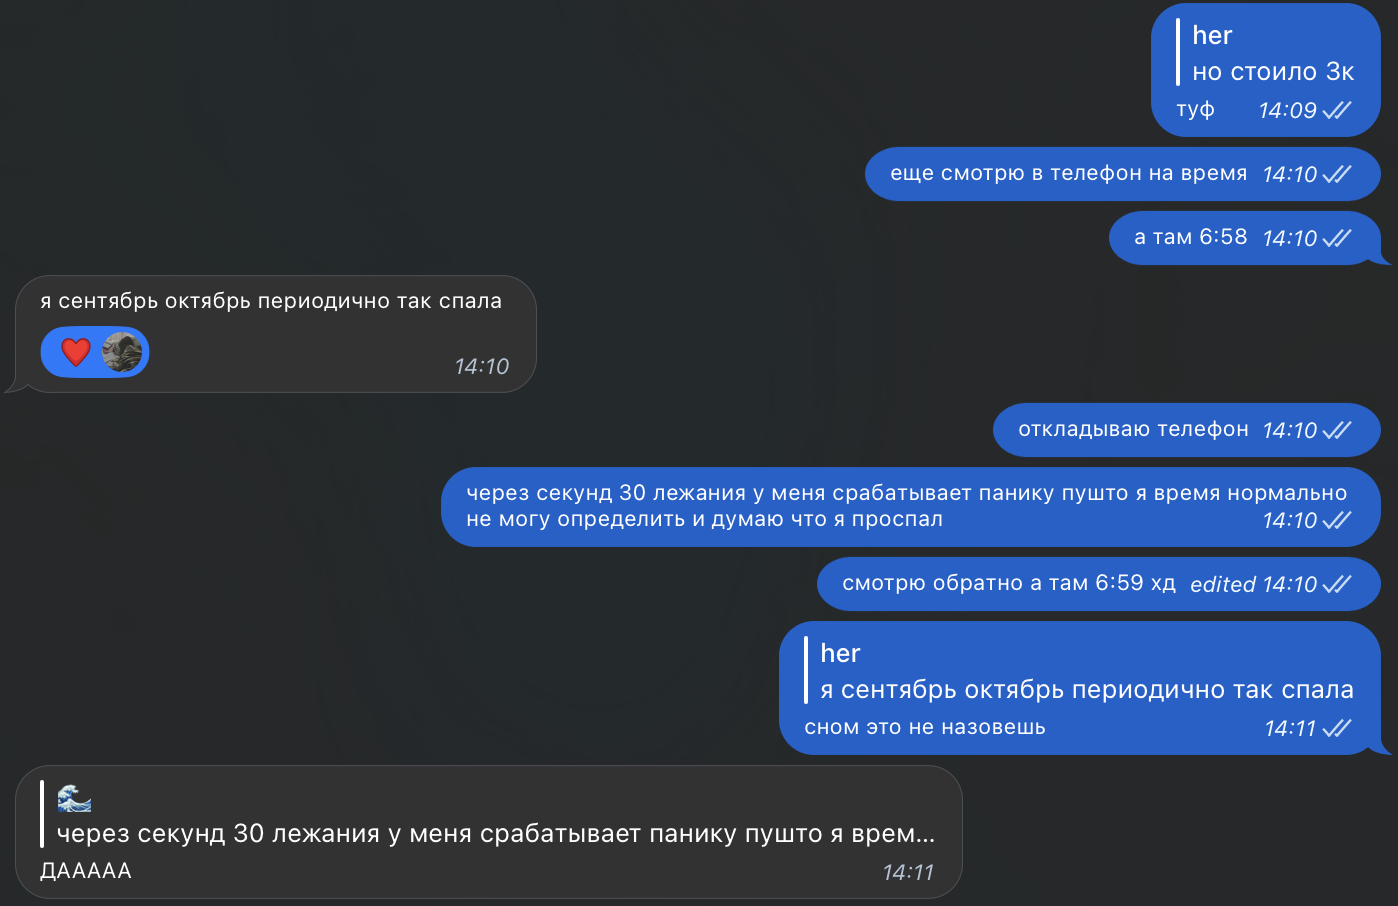 her
но стоило 3к
туф 14:09
еще смотрю в телефон на время 14:10
а там 6:58 14:10
я сентябрь октябрь периодично так спала
❤️
14:10
откладываю телефон 14:10
через секунд 30 лежания у меня срабатывает панику пушто я время нормально
не могу определить и думаю что я проспал 14:10
смотрю обратно а там 6:59 хд edited 14:10
her
я сентябрь октябрь периодично так спала
сном это не назовешь 14:11
🌊
через секунд 30 лежания у меня срабатывает панику пушто я врем...
ДААААА 14:11